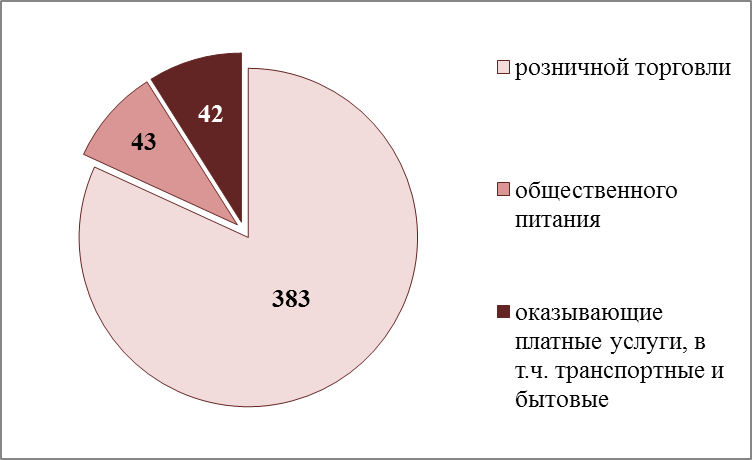 42
43
383
розничной торговли
общественного
питания
оказывающие
платные услуги, в
т.ч. транспортные и
бытовые